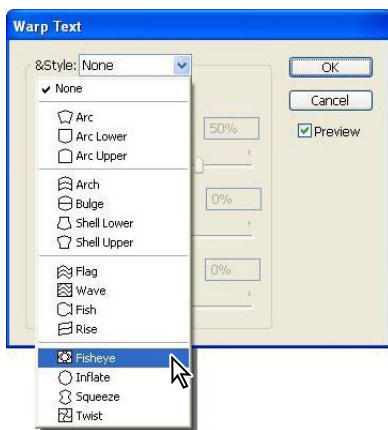 Warp Text
&Style: None
OK
✓ None
Cancel
Arc
50%
Preview
Arc Lower
Arc Upper
Arch
Bulge
0%
Shell Lower
Shell Upper
Flag
0%
Wave
Fish
Rise
Fisheye
Inflate
Squeeze
Twist